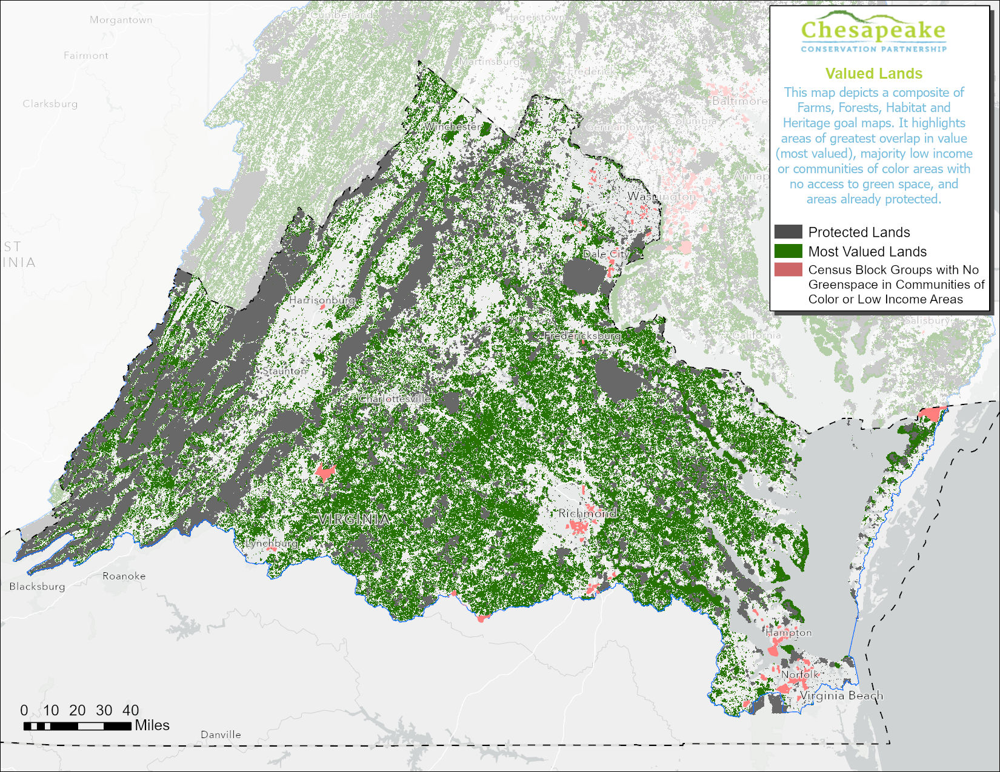 Cumberland
Hagerstown
Morgantown
Chesapeake
CONSERVATION PARTNERSHIP
Fairmont
Martinsburg
Frederick
Valued Lands
This map depicts a composite of
Farms, Forests, Habitat and
Heritage goal maps. It highlights
areas of greatest overlap in value
(most valued), majority low income
or communities of color areas with
no access to green space, and
areas already protected.
Clarksburg
Baltimore
Winchester
Germantown
Columbia
Annap
Washington
Protected Lands
Most Valued Lands
Census Block Groups with No
Greenspace in Communities of
Color or Low Income Areas
ST
INIA
Dale City
Harrisonburg
Salisbury
Fredericksburg
California
Staunton
Charlottesville
Richmond
VIRGINIA
Lynchburg
Roanoke
Blacksburg
Hampton
Norfolk
Virginia Beach
0 10 20 30 40
Miles
Danville